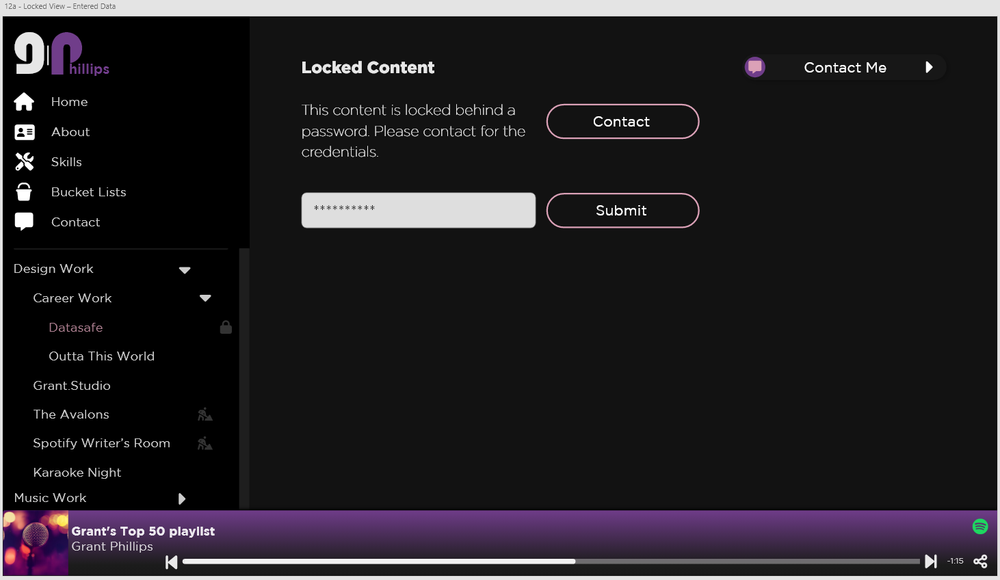 12a - Locked View – Entered Data
g|Phillips
Home
About
Skills
Bucket Lists
Contact
Design Work
Career Work
Datasafe
Outta This World
Grant.Studio
The Avalons
Spotify Writer’s Room
Karaoke Night
Music Work
Locked Content
This content is locked behind a
password. Please contact for the
credentials.
Contact
**********
Submit
Contact Me
Grant's Top 50 playlist
Grant Phillips
-1:15